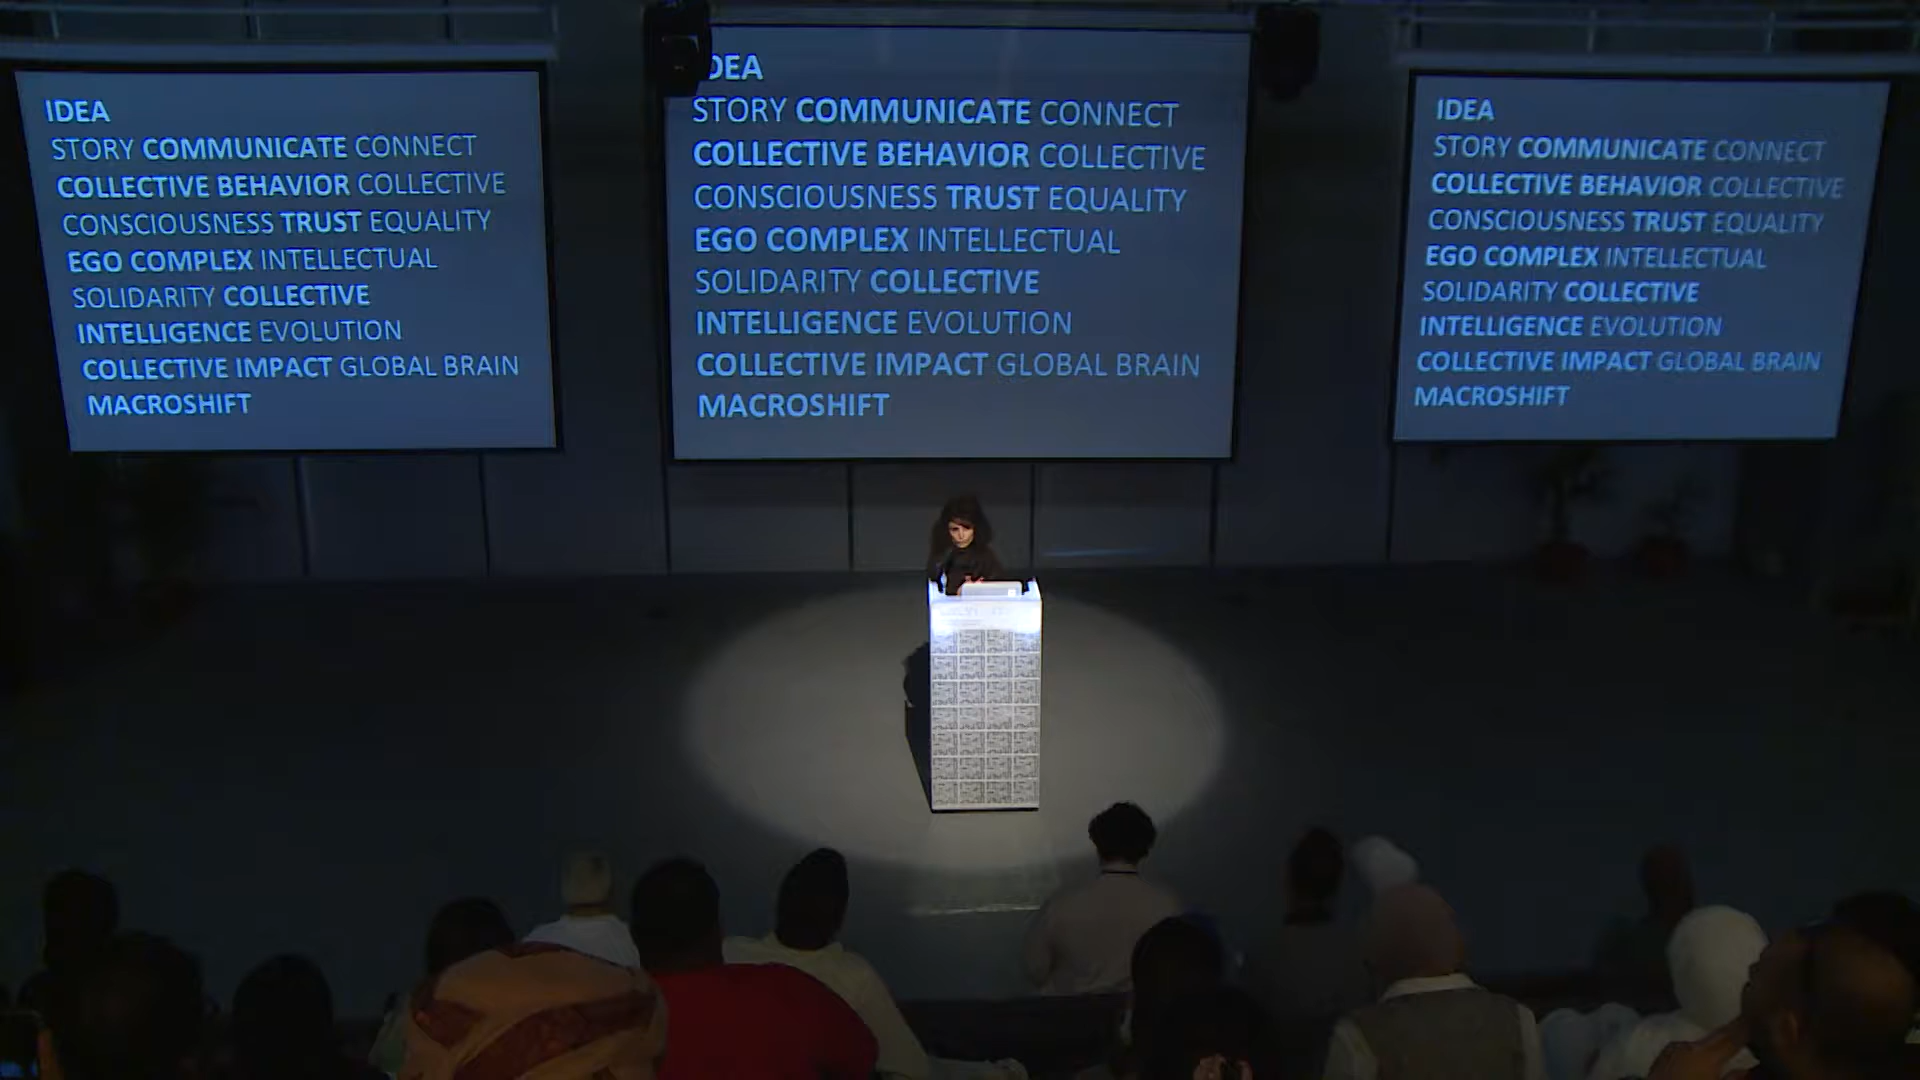 IDEA
STORY COMMUNICATE CONNECT
COLLECTIVE BEHAVIOR COLLECTIVE
CONSCIOUSNESS TRUST EQUALITY
EGO COMPLEX INTELLECTUAL
SOLIDARITY COLLECTIVE
INTELLIGENCE EVOLUTION
COLLECTIVE IMPACT GLOBAL BRAIN
MACROSHIFT
IDEA
STORY COMMUNICATE CONNECT
COLLECTIVE BEHAVIOR COLLECTIVE
CONSCIOUSNESS TRUST EQUALITY
EGO COMPLEX INTELLECTUAL
SOLIDARITY COLLECTIVE
INTELLIGENCE EVOLUTION
COLLECTIVE IMPACT GLOBAL BRAIN
MACROSHIFT
IDEA
STORY COMMUNICATE CONNECT
COLLECTIVE BEHAVIOR COLLECTIVE
CONSCIOUSNESS TRUST EQUALITY
EGO COMPLEX INTELLECTUAL
SOLIDARITY COLLECTIVE
INTELLIGENCE EVOLUTION
COLLECTIVE IMPACT GLOBAL BRAIN
MACROSHIFT